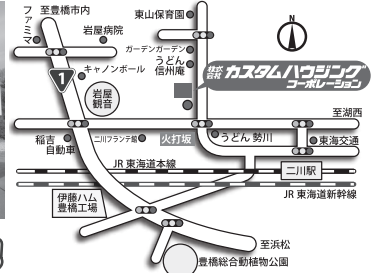 ファミマ
至豊橋市内
岩屋病院
東山保育園
N
ガーデンガーデン
うどん
信州庵
キャノンボール
1
岩屋
観音
株式
会社
カスタムハウジング
コーポレーション
至湖西
稲吉
自動車
二川フランテ館
火打坂
うどん 勢川
東海交通
JR 東海道本線
二川駅
伊藤ハム
豊橋工場
JR 東海道新幹線
至浜松
豊橋総合動植物公園